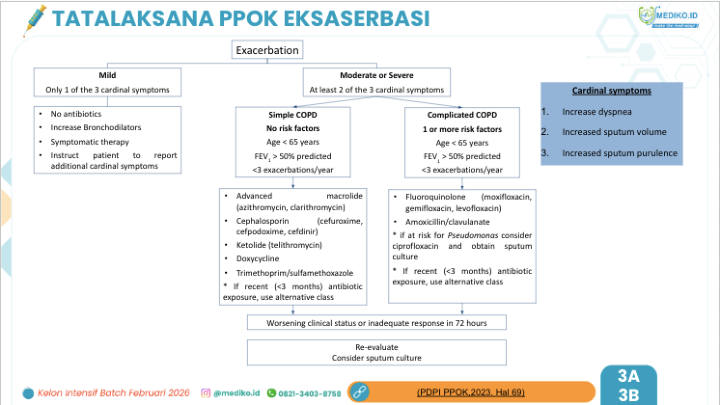 TATALAKSANA PPOK EKSASERBASI
MEDIKO.ID
Exacerbation
Mild
Only 1 of the 3 cardinal symptoms
Moderate or Severe
At least 2 of the 3 cardinal symptoms
Cardinal symptoms
1. Increase dyspnea
2. Increased sputum volume
3. Increased sputum purulence
• No antibiotics
• Increase Bronchodilators
• Symptomatic therapy
• Instruct patient to report
additional cardinal symptoms
Simple COPD
No risk factors
Age < 65 years
FEV1 > 50% predicted
<3 exacerbations/year
Complicated COPD
1 or more risk factors
Age < 65 years
FEV1 > 50% predicted
<3 exacerbations/year
• Advanced macrolide
(azithromycin, clarithromycin)
• Cephalosporin (cefuroxime,
cefpodoxime, cefdinir)
• Ketolide (telithromycin)
• Doxycycline
• Trimethoprim/sulfamethoxazole
* If recent (<3 months) antibiotic
exposure, use alternative class
• Fluoroquinolone (moxifloxacin,
gemifloxacin, levofloxacin)
• Amoxicillin/clavulanate
* if at risk for Pseudomonas consider
ciprofloxacin and obtain sputum
culture
* If recent (<3 months) antibiotic
exposure, use alternative class
Worsening clinical status or inadequate response in 72 hours
Re-evaluate
Consider sputum culture
Kelon Intensif Batch Februari 2026
@mediko.id
0821-3403-8758
(PDPI PPOK,2023, Hal 69)
3A
3B